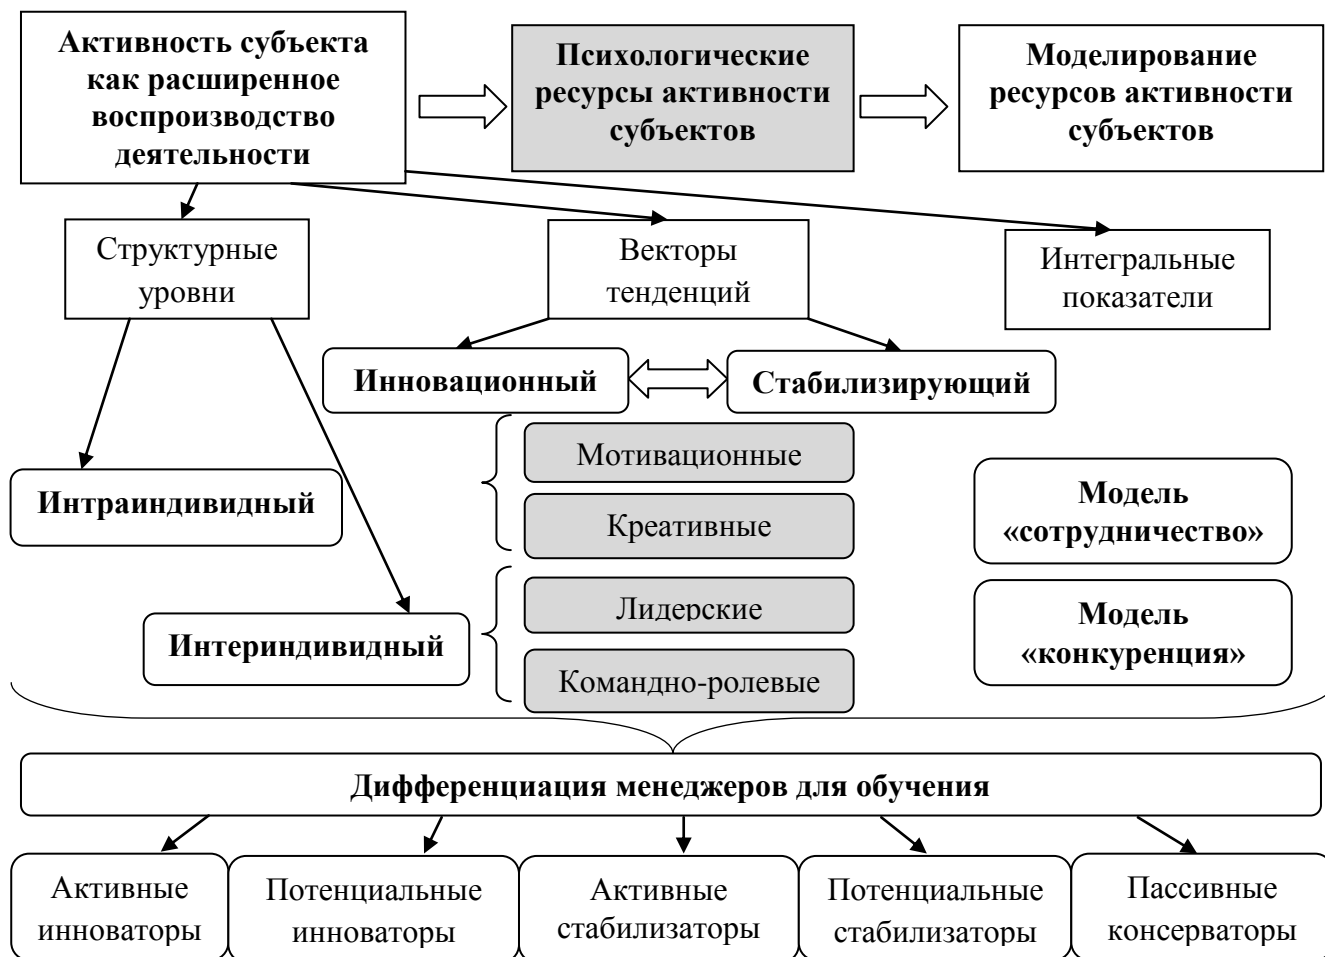 Активность субъекта
как расширенное
воспроизводство
деятельности
Психологические
ресурсы активности
субъектов
Моделирование
ресурсов активности
субъектов
Структурные
уровни
Векторы
тенденций
Интегральные
показатели
Инновационный
Стабилизирующий
Мотивационные
Интраиндивидный
Креативные
Модель
«сотрудничество»
Лидерские
Интериндивидный
Командно-ролевые
Модель
«конкуренция»
Дифференциация менеджеров для обучения
Активные
инноваторы
Потенциальные
инноваторы
Активные
стабилизаторы
Потенциальные
стабилизаторы
Пассивные
консерваторы